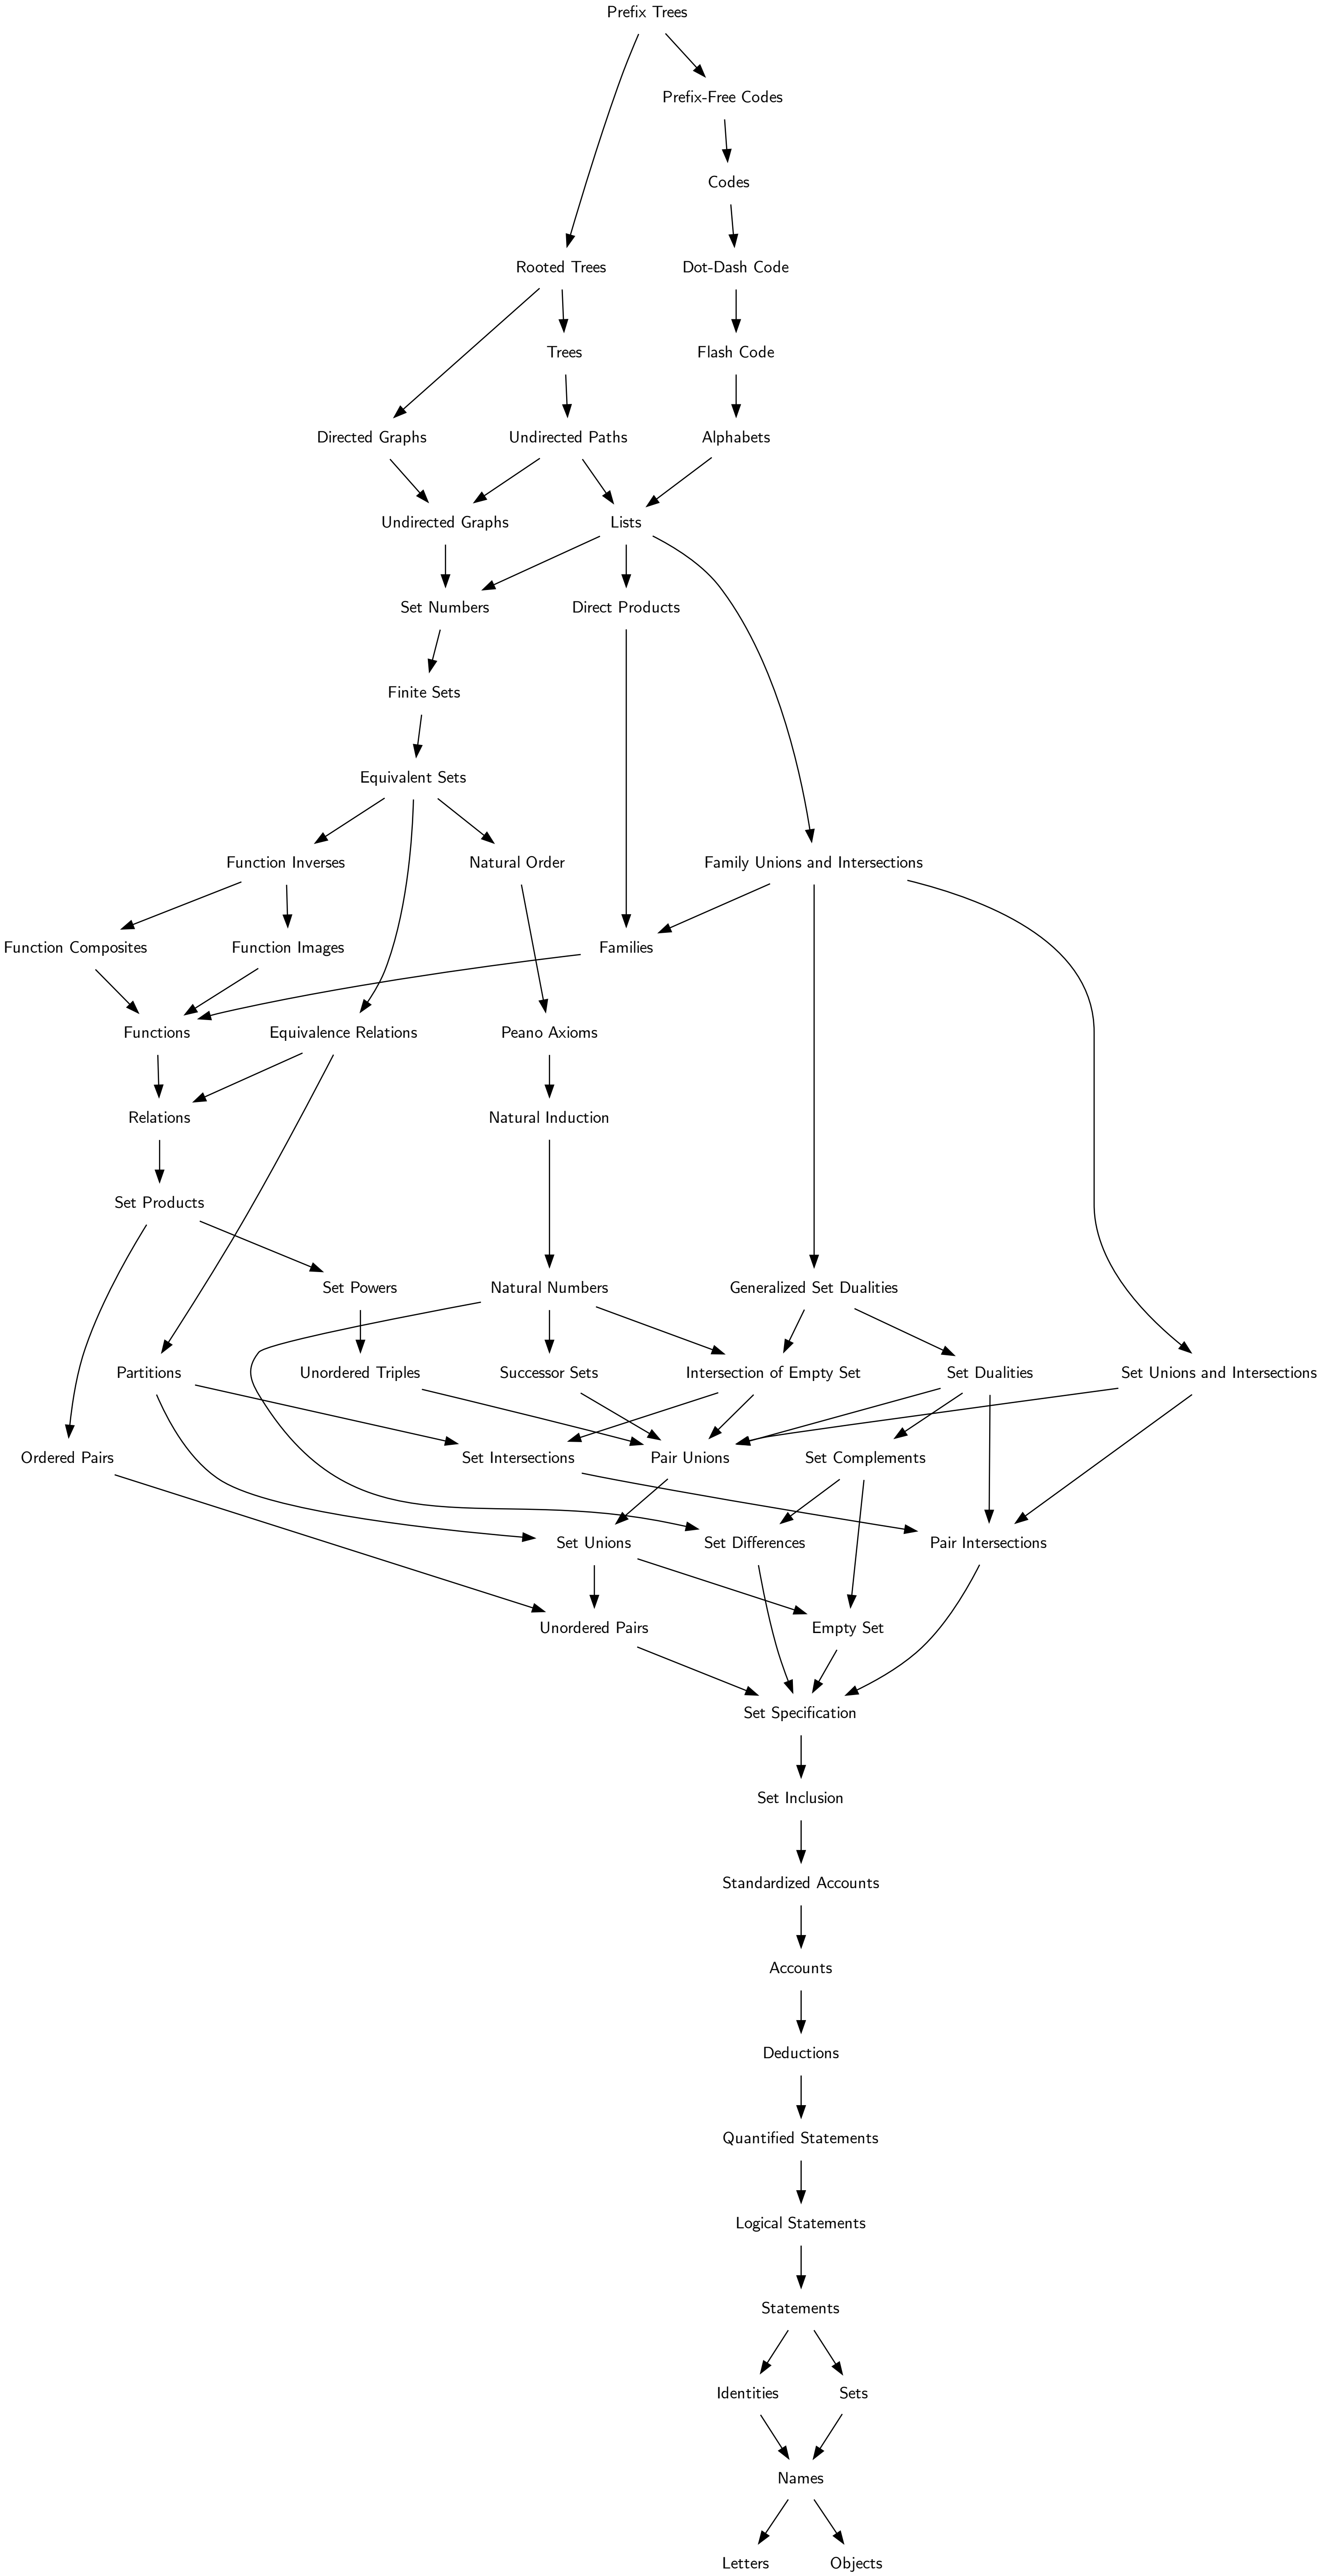 Prefix Trees
Prefix-Free Codes
Codes
Rooted Trees
Dot-Dash Code
Trees
Flash Code
Directed Graphs
Undirected Paths
Alphabets
Undirected Graphs
Lists
Set Numbers
Direct Products
Finite Sets
Equivalent Sets
Function Inverses
Natural Order
Family Unions and Intersections
Function Composites
Function Images
Families
Functions
Equivalence Relations
Peano Axioms
Relations
Natural Induction
Set Products
Set Powers
Natural Numbers
Generalized Set Dualities
Partitions
Unordered Triples
Successor Sets
Intersection of Empty Set
Set Dualities
Set Unions and Intersections
Ordered Pairs
Set Intersections
Pair Unions
Set Complements
Set Unions
Set Differences
Pair Intersections
Unordered Pairs
Empty Set
Set Specification
Set Inclusion
Standardized Accounts
Accounts
Deductions
Quantified Statements
Logical Statements
Statements
Identities
Sets
Names
Letters
Objects